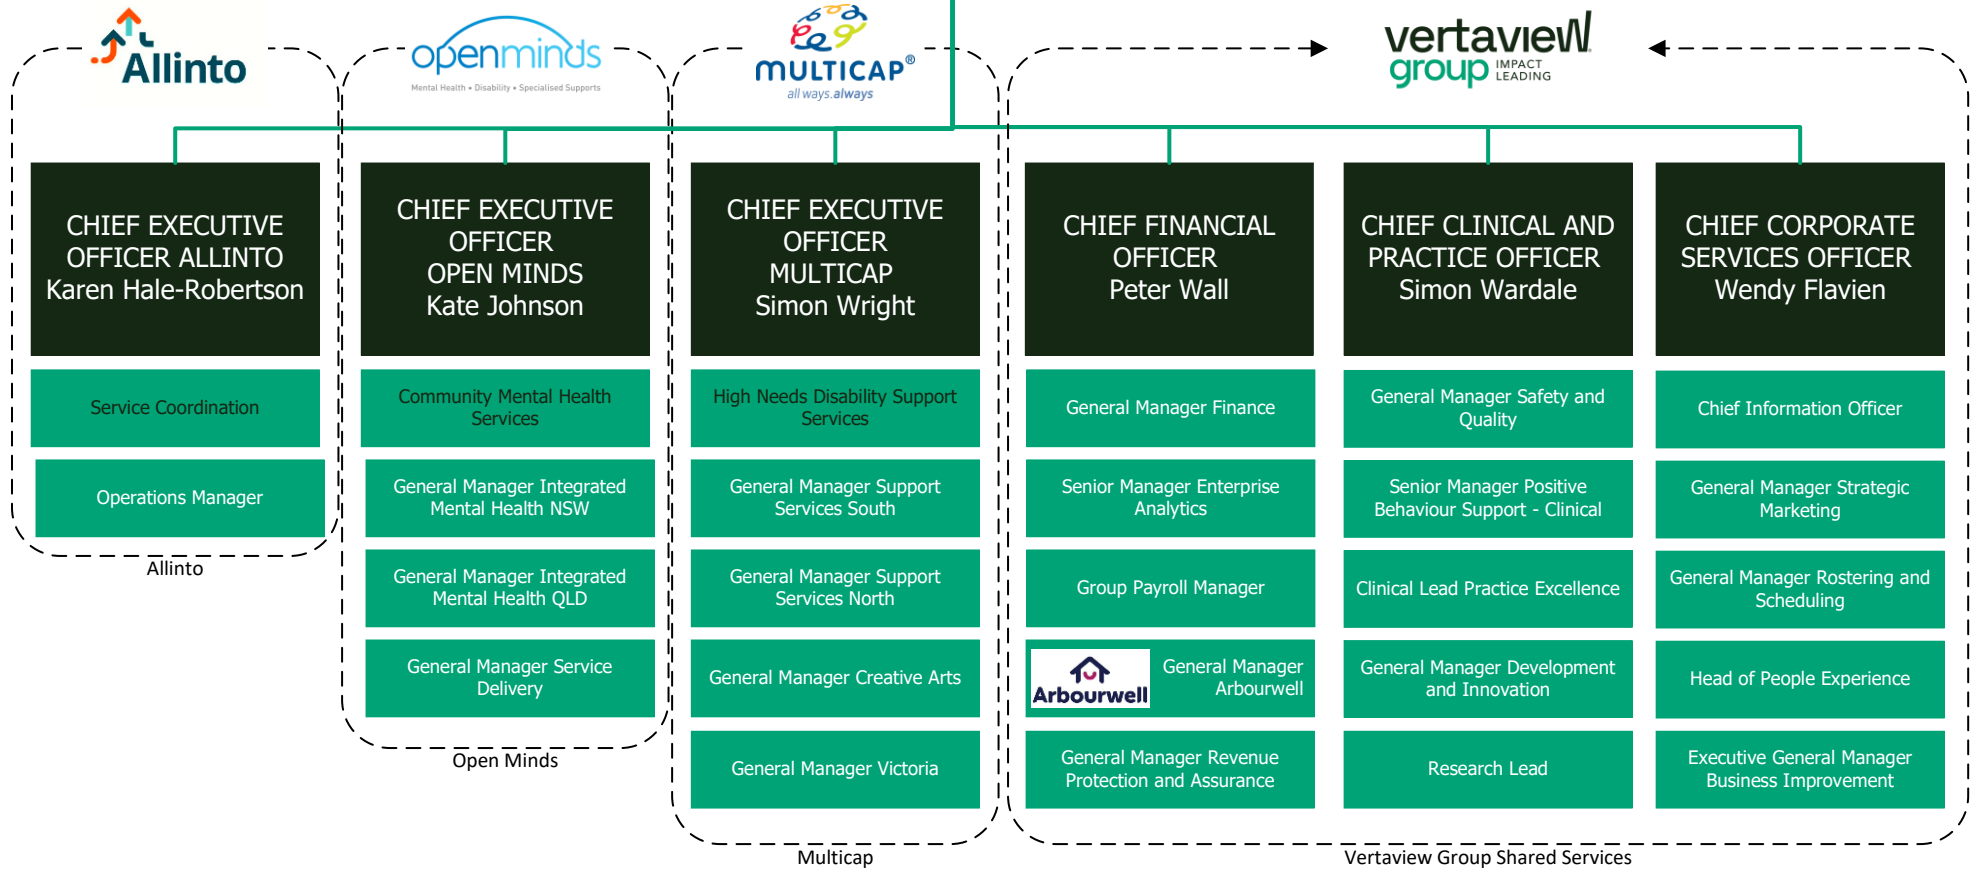 Allinto
openminds
Mental Health • Disability • Specialised Supports
MULTICAP®
all ways.always
vertaview
group IMPACT
LEADING
CHIEF EXECUTIVE
OFFICER ALLINTO
Karen Hale-Robertson
Service Coordination
Operations Manager
Allinto
CHIEF EXECUTIVE
OFFICER
OPEN MINDS
Kate Johnson
Community Mental Health
Services
General Manager Integrated
Mental Health NSW
General Manager Integrated
Mental Health QLD
General Manager Service
Delivery
Open Minds
CHIEF EXECUTIVE
OFFICER
MULTICAP
Simon Wright
High Needs Disability Support
Services
General Manager Support
Services South
General Manager Support
Services North
General Manager Creative Arts
General Manager Victoria
Multicap
CHIEF FINANCIAL
OFFICER
Peter Wall
General Manager Finance
Senior Manager Enterprise
Analytics
Group Payroll Manager
Arbourwell
General Manager
Arbourwell
General Manager Revenue
Protection and Assurance
CHIEF CLINICAL AND
PRACTICE OFFICER
Simon Wardale
General Manager Safety and
Quality
Senior Manager Positive
Behaviour Support - Clinical
Clinical Lead Practice Excellence
General Manager Development
and Innovation
Research Lead
CHIEF CORPORATE
SERVICES OFFICER
Wendy Flavien
Chief Information Officer
General Manager Strategic
Marketing
General Manager Rostering and
Scheduling
Head of People Experience
Executive General Manager
Business Improvement
Vertaview Group Shared Services